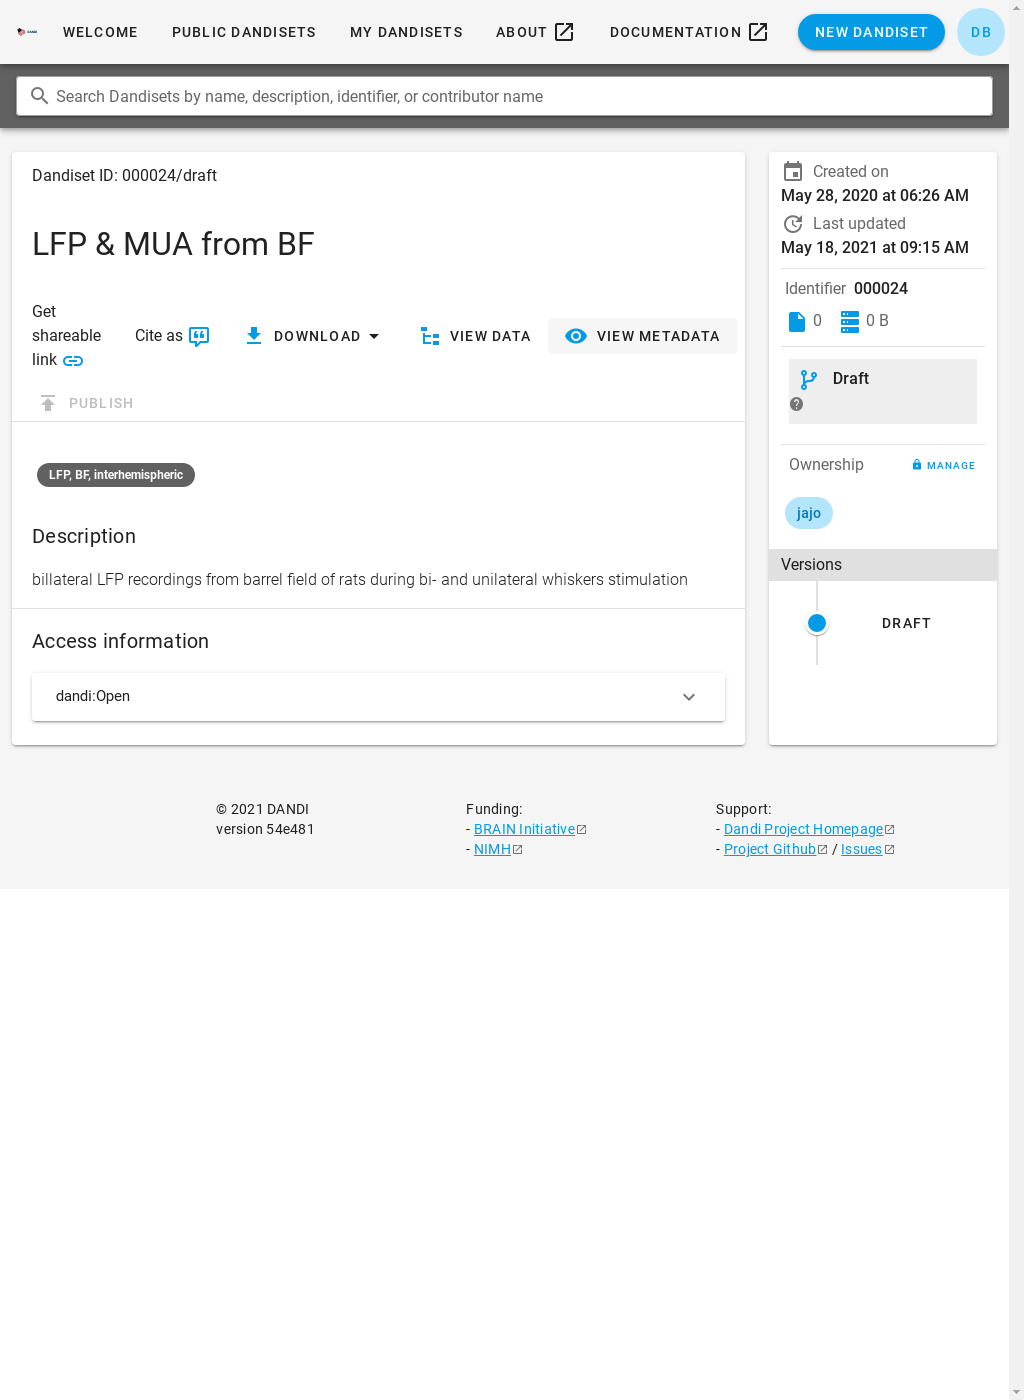 WELCOME
PUBLIC DANDISETS
MY DANDISETS
ABOUT
DOCUMENTATION
NEW DANDISET
DB
Search Dandisets by name, description, identifier, or contributor name
Dandiset ID: 000024/draft
LFP & MUA from BF
Get
shareable
link
Cite as
DOWNLOAD
VIEW DATA
VIEW METADATA
PUBLISH
LFP, BF, interhemispheric
Description
billateral LFP recordings from barrel field of rats during bi- and unilateral whiskers stimulation
Access information
dandi:Open
Created on
May 28, 2020 at 06:26 AM
Last updated
May 18, 2021 at 09:15 AM
Identifier 000024
0
0 B
Draft
Ownership
MANAGE
jajo
Versions
DRAFT
© 2021 DANDI
version 54e481
Funding:
- BRAIN Initiative
- NIMH
Support:
- Dandi Project Homepage
- Project Github / Issues